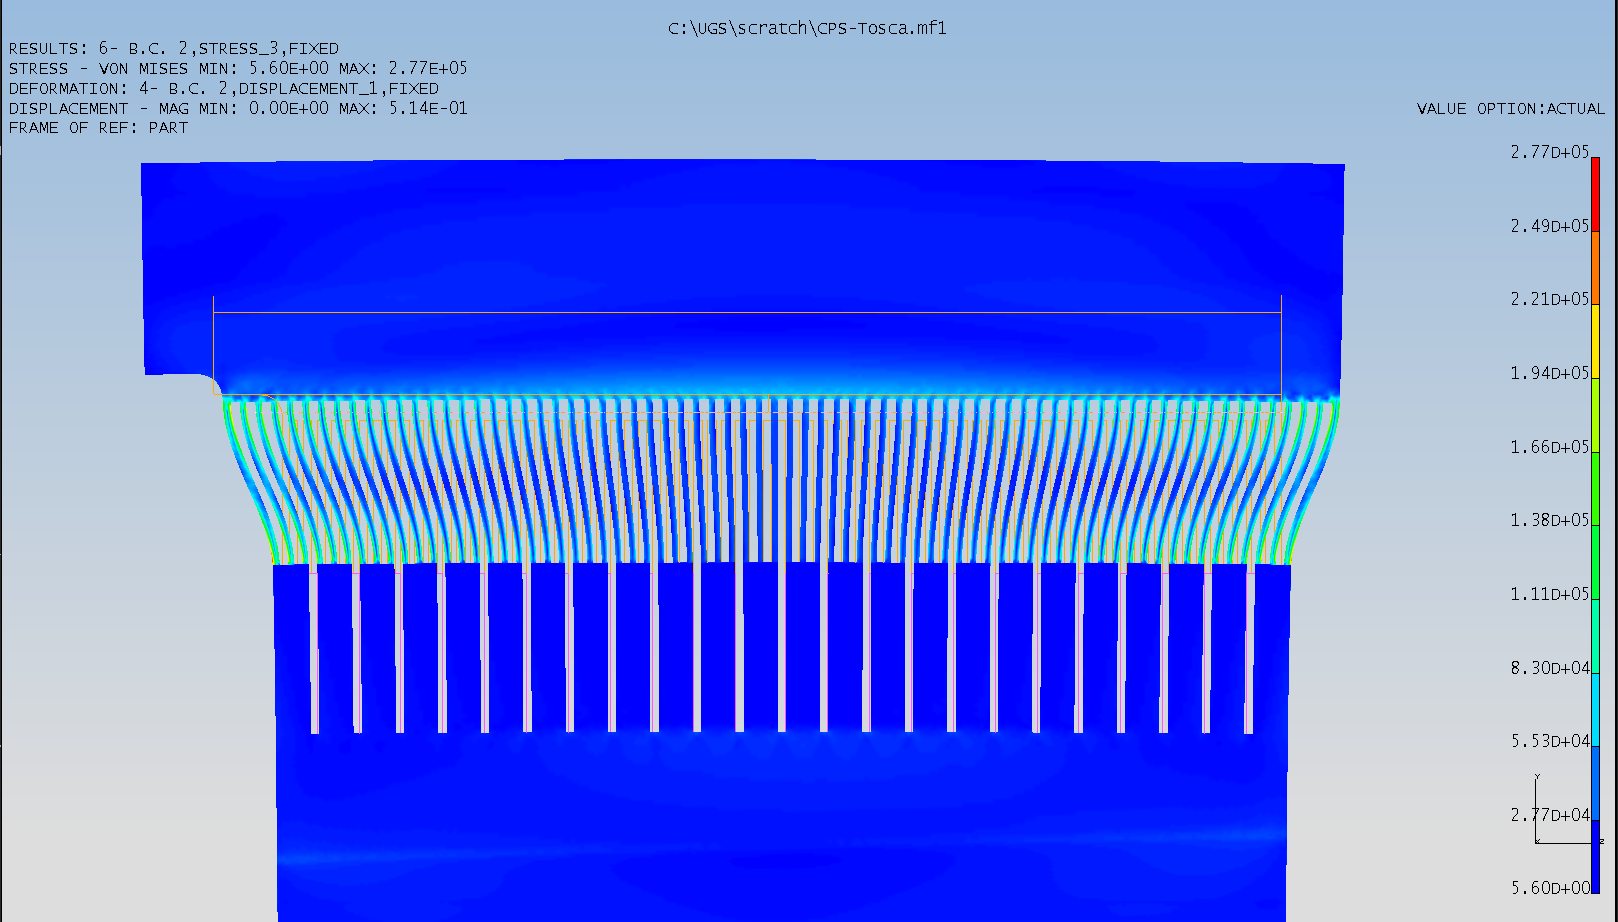 C:\UGS\scratch\CPS-Tosca.mf1
RESULTS: 6- B.C. 2,STRESS_3,FIXED
STRESS - VON MISES MIN: 5.60E+00 MAX: 2.77E+05
DEFORMATION: 4- B.C. 2,DISPLACEMENT_1,FIXED
DISPLACEMENT - MAG MIN: 0.00E+00 MAX: 5.14E-01
FRAME OF REF: PART
VALUE OPTION:ACTUAL
2.77D+05
2.49D+05
2.21D+05
1.94D+05
1.66D+05
1.38D+05
1.11D+05
8.30D+04
5.53D+04
Y
2.77D+04
X
Z
5.60D+00